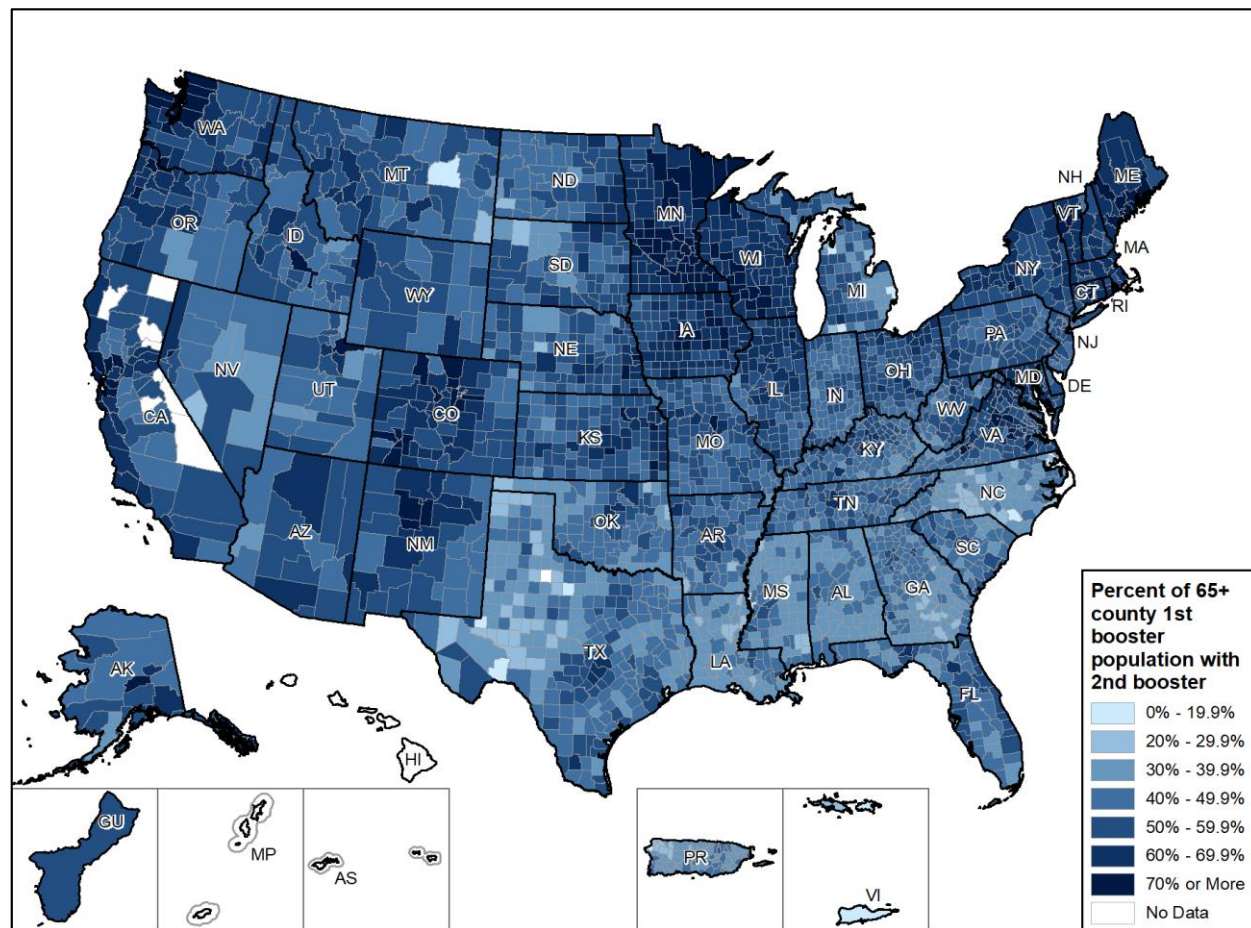 WA
MT
ND
MN
OR
ID
SD
WI
MI
WY
NE
IA
NV
UT
CO
KS
MO
IL
IN
OH
PA
NY
VT
NH
ME
MA
CT
RI
NJ
DE
MD
WV
VA
KY
CA
AZ
NM
OK
AR
TN
NC
SC
MS
AL
GA
TX
LA
FL
AK
HI
GU
MP
AS
PR
VI
Percent of 65+
county 1st
booster
population with
2nd booster
0% - 19.9%
20% - 29.9%
30% - 39.9%
40% - 49.9%
50% - 59.9%
60% - 69.9%
70% or More
No Data